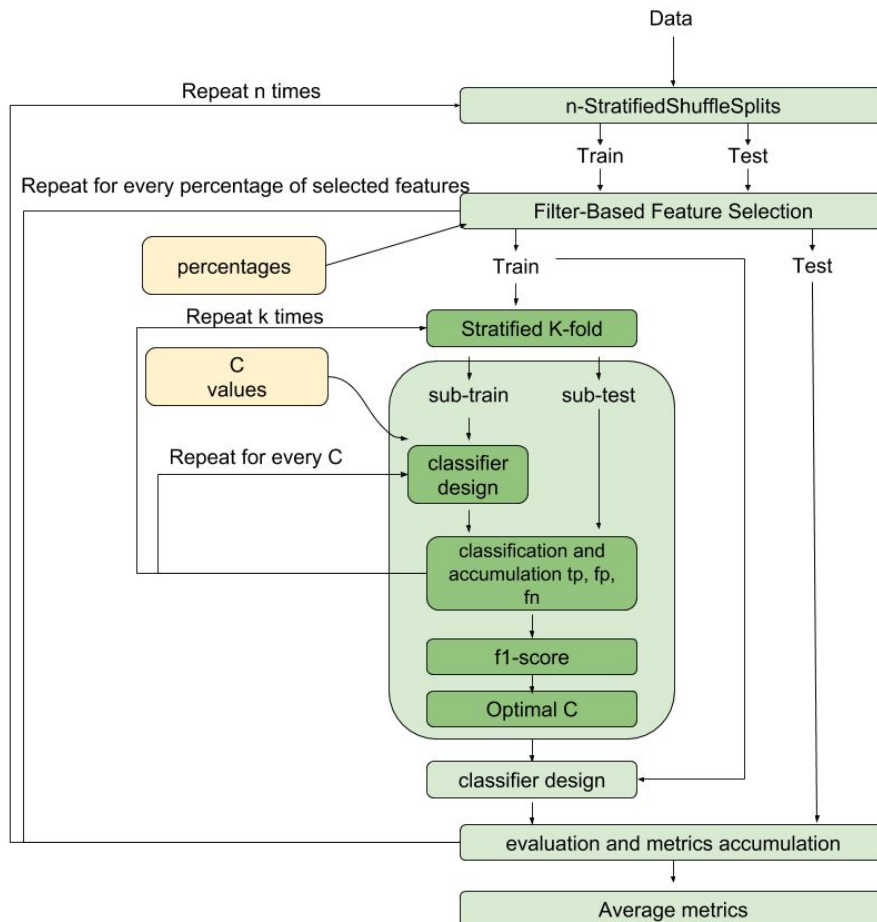 Data
Repeat n times
n-StratifiedShuffleSplits
Train
Test
Repeat for every percentage of selected features
Filter-Based Feature Selection
percentages
Train
Test
Repeat k times
Stratified K-fold
C
values
sub-train
sub-test
Repeat for every C
classifier
design
classification and
accumulation tp, fp,
fn
f1-score
Optimal C
classifier design
evaluation and metrics accumulation
Average metrics